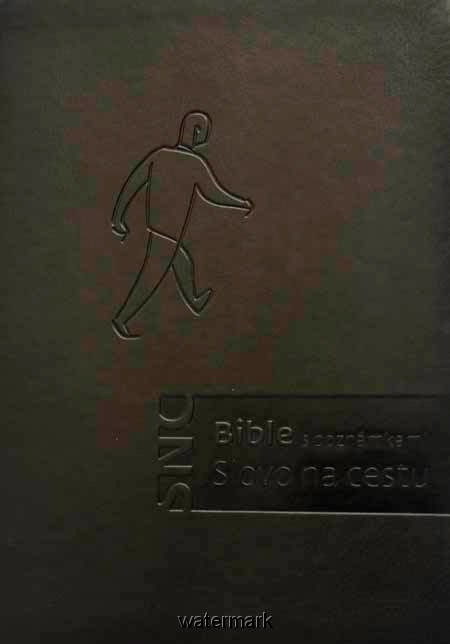 SNC
Bible s poznámkami
Slovo na cestu
watermark